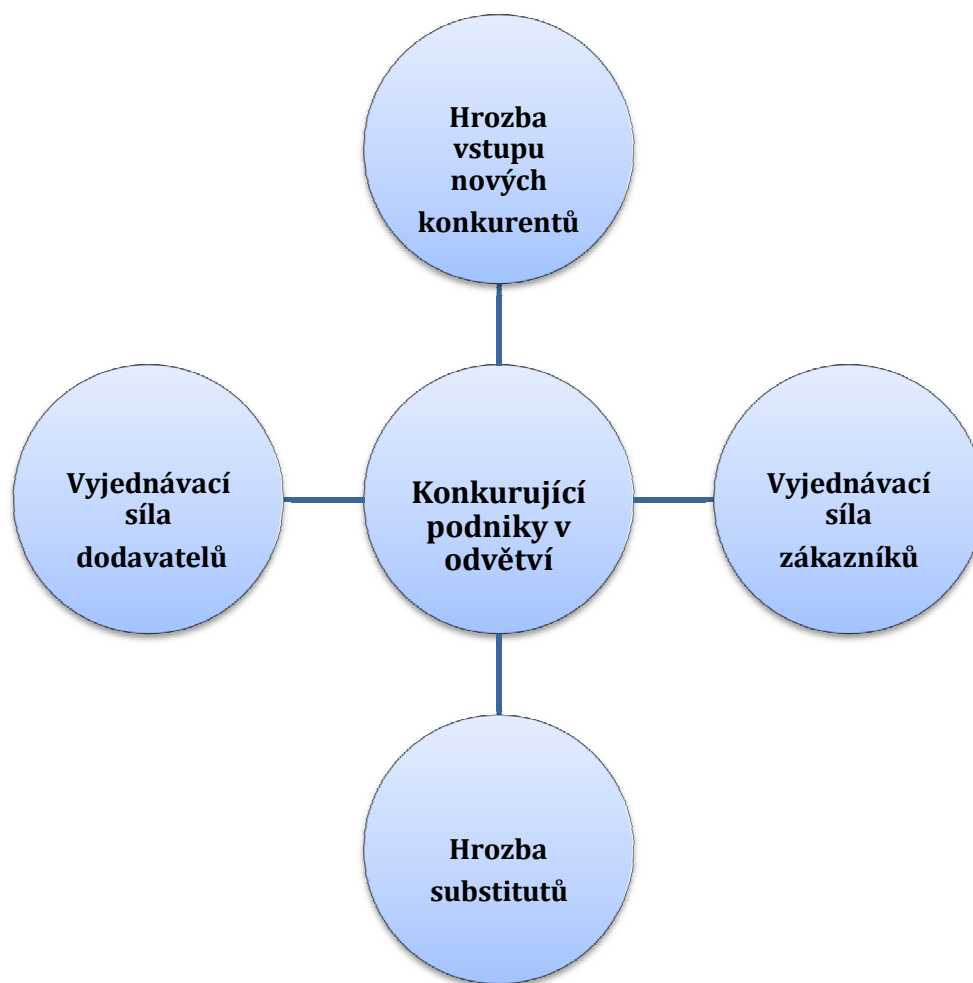 Hrozba
vstupu
nových
konkurentů
Vyjednávací
síla
dodavatelů
Konkurující
podniky v
odvětví
Vyjednávací
síla
zákazníků
Hrozba
substitutů